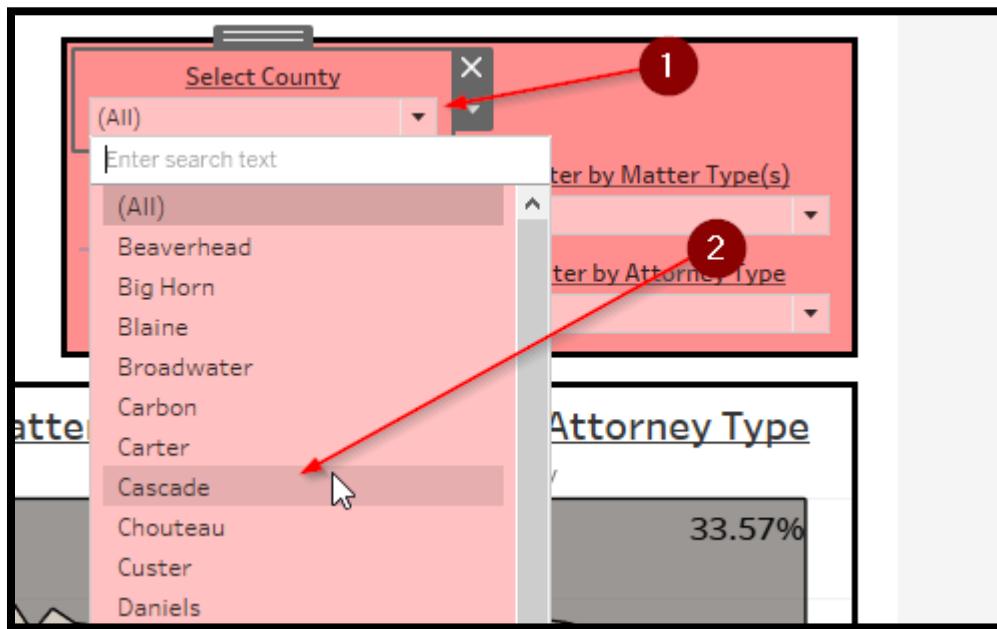 Select County
1
(All)
Enter search text
ter by Matter Type(s)
(All)
2
Beaverhead
ter by Attorney Type
Big Horn
Blaine
Broadwater
Carbon
atte
Attorney Type
Carter
Cascade
Chouteau
33.57%
Custer
Daniels